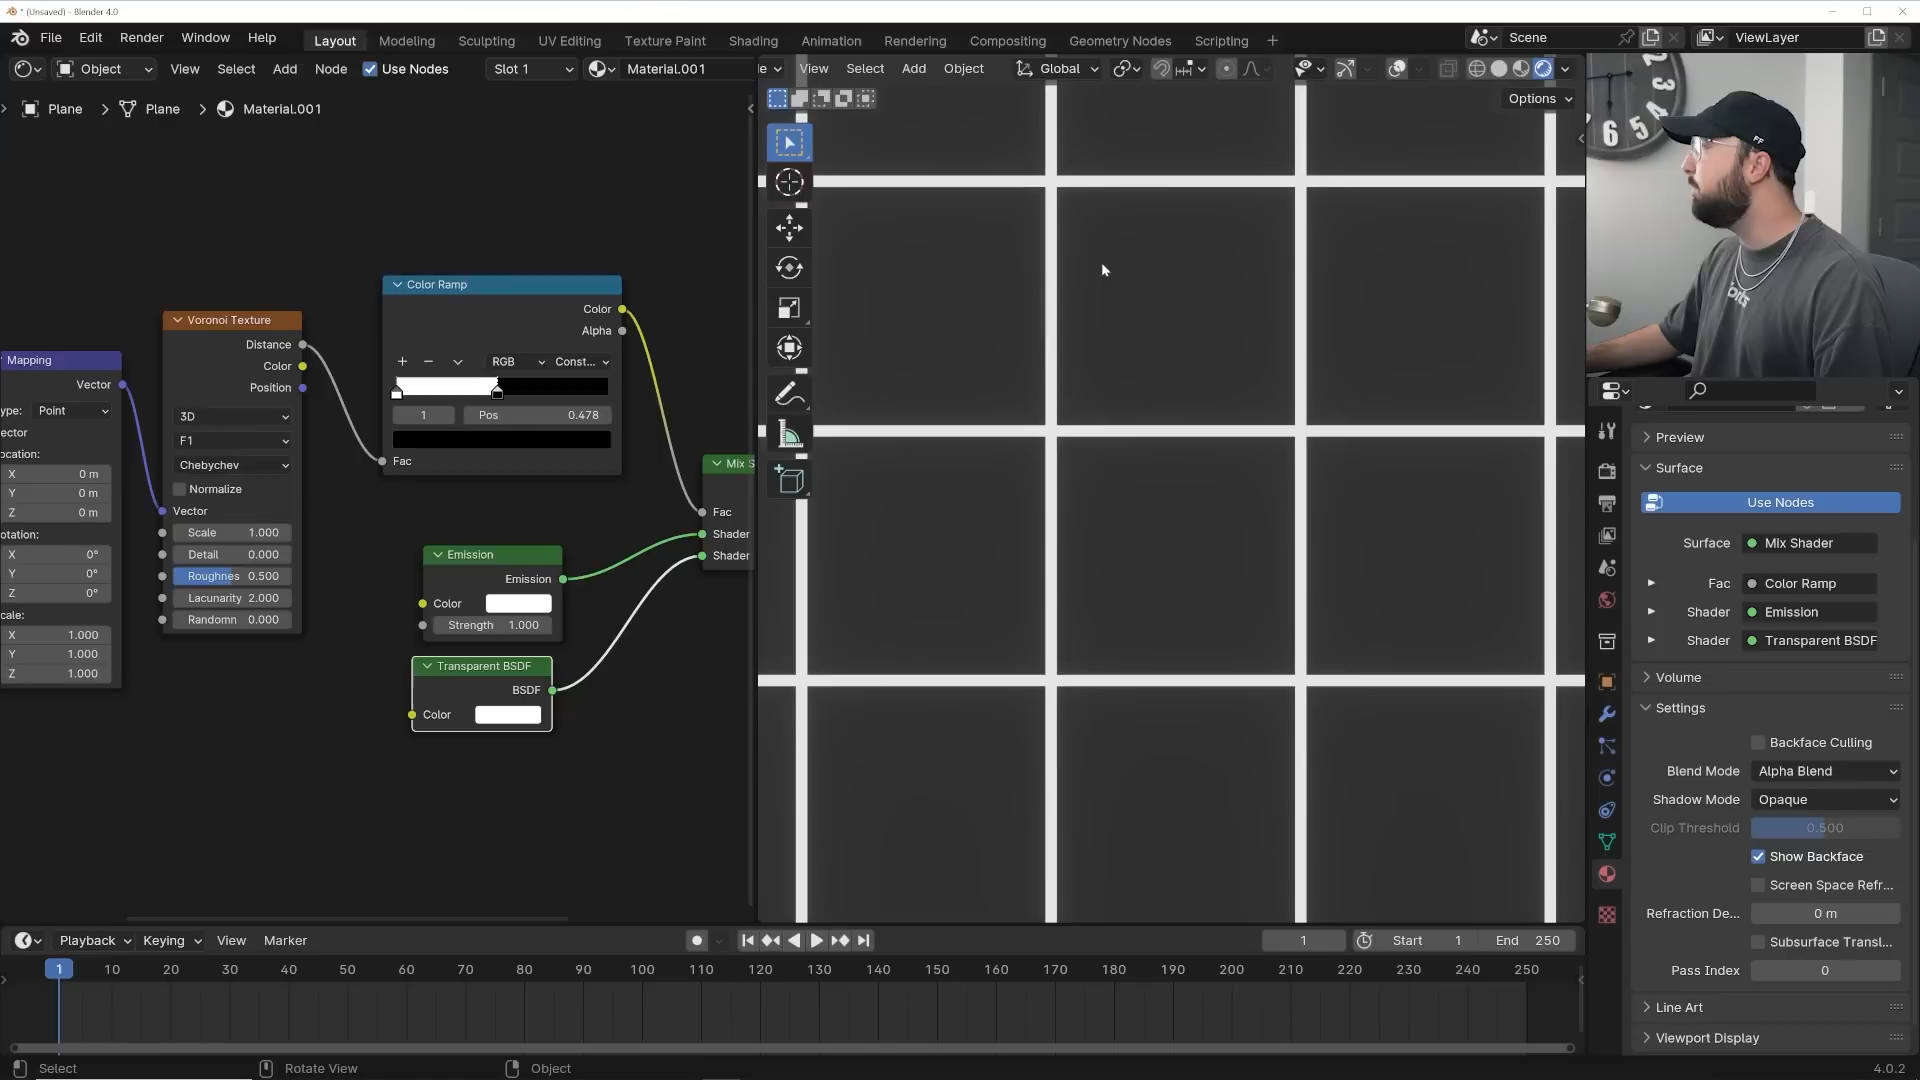 * (Unsaved) - Blender 4.0
File Edit Render Window Help
Layout Modeling Sculpting UV Editing Texture Paint Shading Animation Rendering Compositing Geometry Nodes Scripting
Scene
ViewLayer
Object View Select Add Node Use Nodes Slot 1 Material.001
View Select Add Object Global
Options
Plane Plane Material.001
Mapping
Vector
Point
0 m
0 m
0 m
X
Y
Z
X 0°
Y 0°
Z 0°
X 1.000
Y 1.000
Z 1.000
Voronoi Texture
Distance
Color
Position
3D
F1
Chebychev
Normalize
Vector
Scale 1.000
Detail 0.000
Roughnes 0.500
Lacunarity 2.000
Randomn 0.000
Color Ramp
Color
Alpha
RGB Const...
1 Pos 0.478
Fac
Emission
Emission
Color
Strength 1.000
Transparent BSDF
BSDF
Color
Mix S
Fac
Shader
Shader
2
3
4
5
6
FF
Preview
Surface
Use Nodes
Surface Mix Shader
Fac Color Ramp
Shader Emission
Shader Transparent BSDF
Volume
Settings
Backface Culling
Blend Mode Alpha Blend
Shadow Mode Opaque
Clip Threshold 0.500
Show Backface
Screen Space Refr...
Refraction De... 0 m
Subsurface Transl...
Pass Index 0
Line Art
Viewport Display
Playback Keying View Marker
1 Start 1 End 250
1 10 20 30 40 50 60 70 80 90 100 110 120 130 140 150 160 170 180 190 200 210 220 230 240 250
Select Rotate View Object 4.0.2